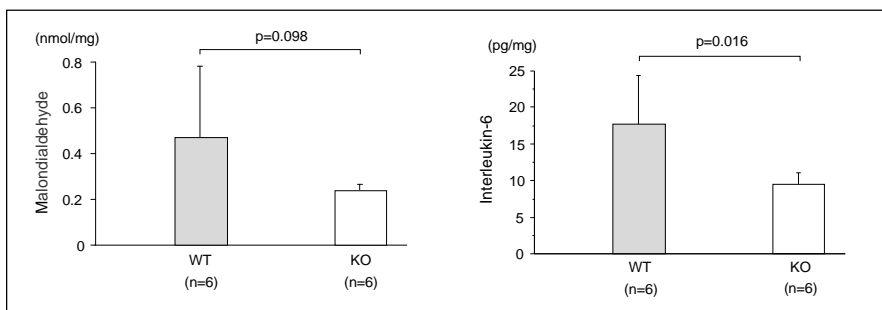 (nmol/mg)
p=0.098
0.8
0.6
0.4
0.2
0
Malondialdehyde
WT
KO
(n=6)
(n=6)
(pg/mg)
p=0.016
25
20
15
10
5
0
Interleukin-6
WT
KO
(n=6)
(n=6)